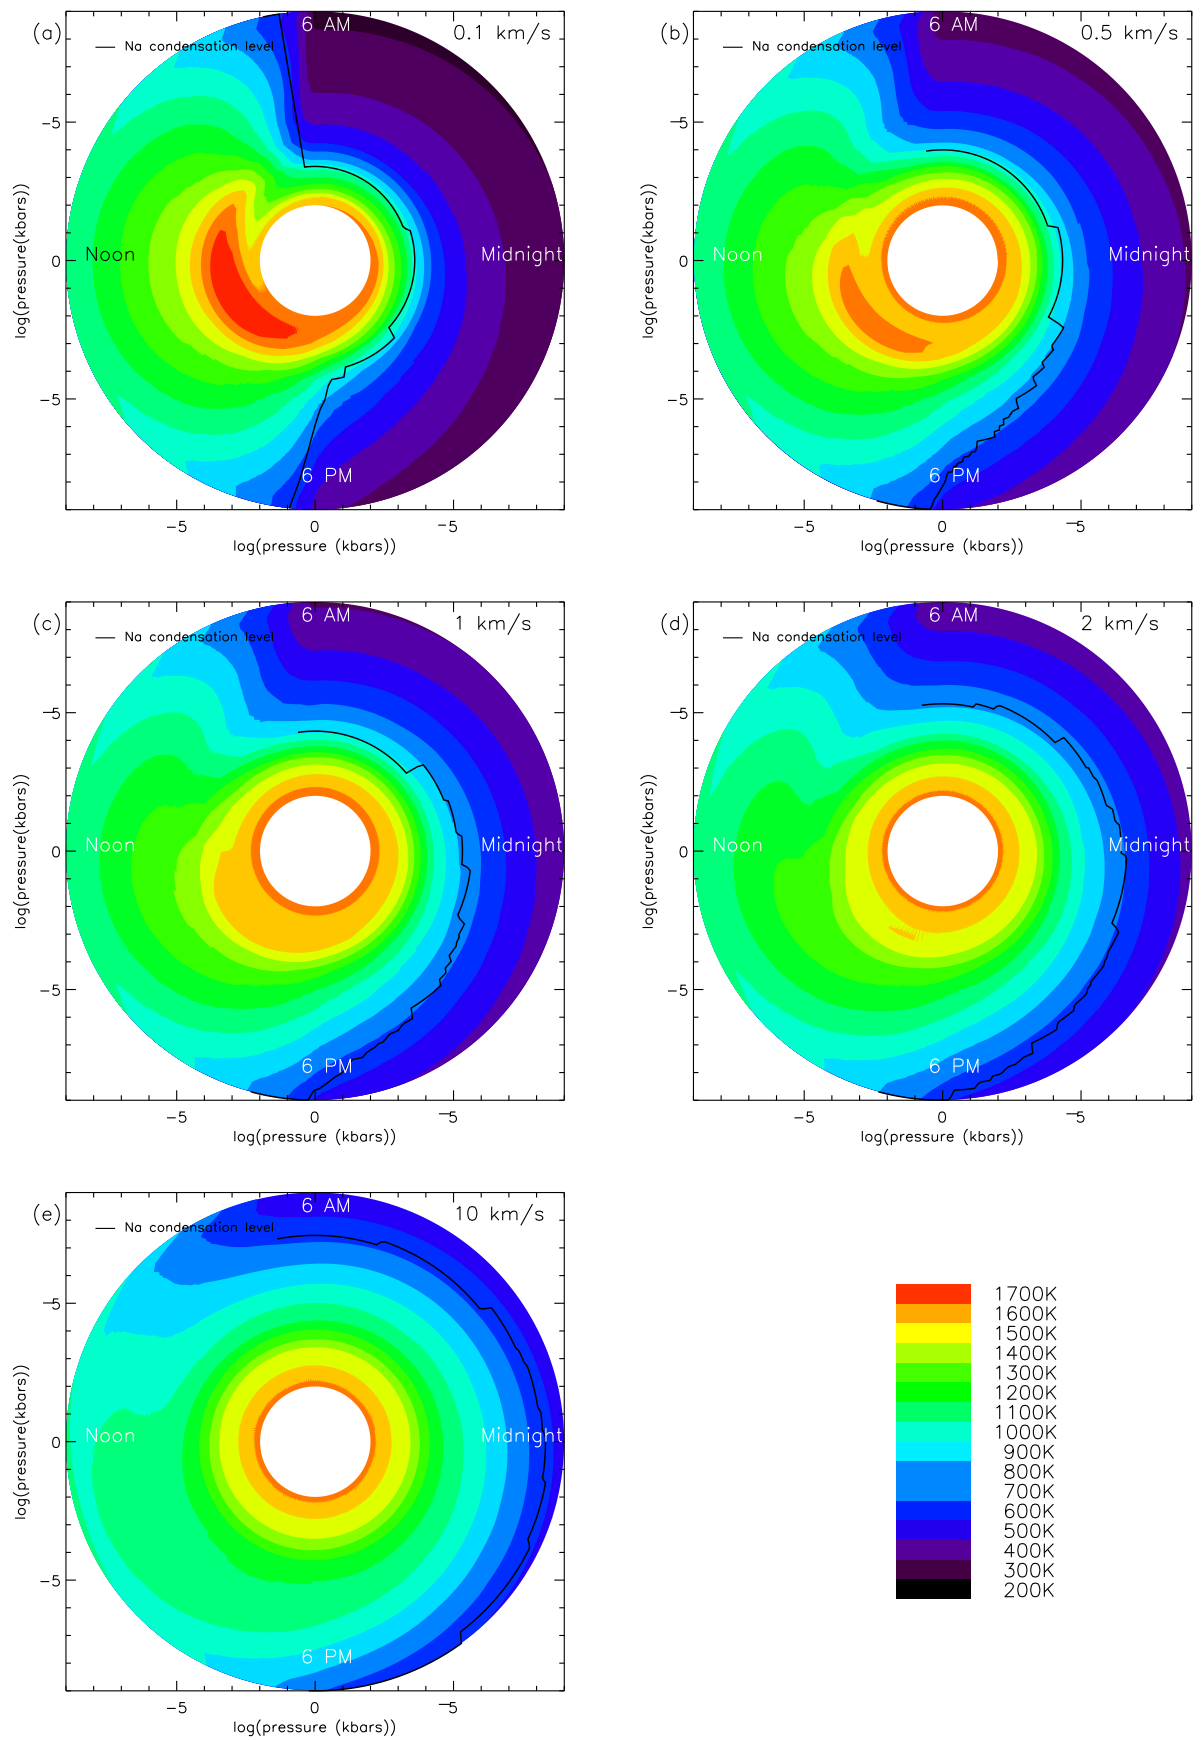 (a) 6 AM 0.1 km/s
Na condensation level
log(pressure(kbars))
-5
0
-5
Noon
Midnight
6 PM
-5 0 -5
log(pressure (kbars))
(b) 6 AM 0.5 km/s
Na condensation level
log(pressure(kbars))
-5
0
-5
Noon
Midnight
6 PM
-5 0 -5
log(pressure (kbars))
(c) 6 AM 1 km/s
Na condensation level
log(pressure(kbars))
-5
0
-5
Noon
Midnight
6 PM
-5 0 -5
log(pressure (kbars))
(d) 6 AM 2 km/s
Na condensation level
log(pressure(kbars))
-5
0
-5
Noon
Midnight
6 PM
-5 0 -5
log(pressure (kbars))
(e) 6 AM 10 km/s
Na condensation level
log(pressure(kbars))
-5
0
-5
Noon
Midnight
6 PM
-5 0 -5
log(pressure (kbars))
1700K
1600K
1500K
1400K
1300K
1200K
1100K
1000K
900K
800K
700K
600K
500K
400K
300K
200K